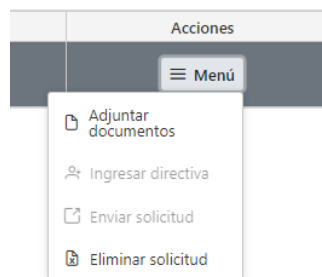 Acciones
Menú
Adjuntar
documentos
Ingresar directiva
Enviar solicitud
Eliminar solicitud